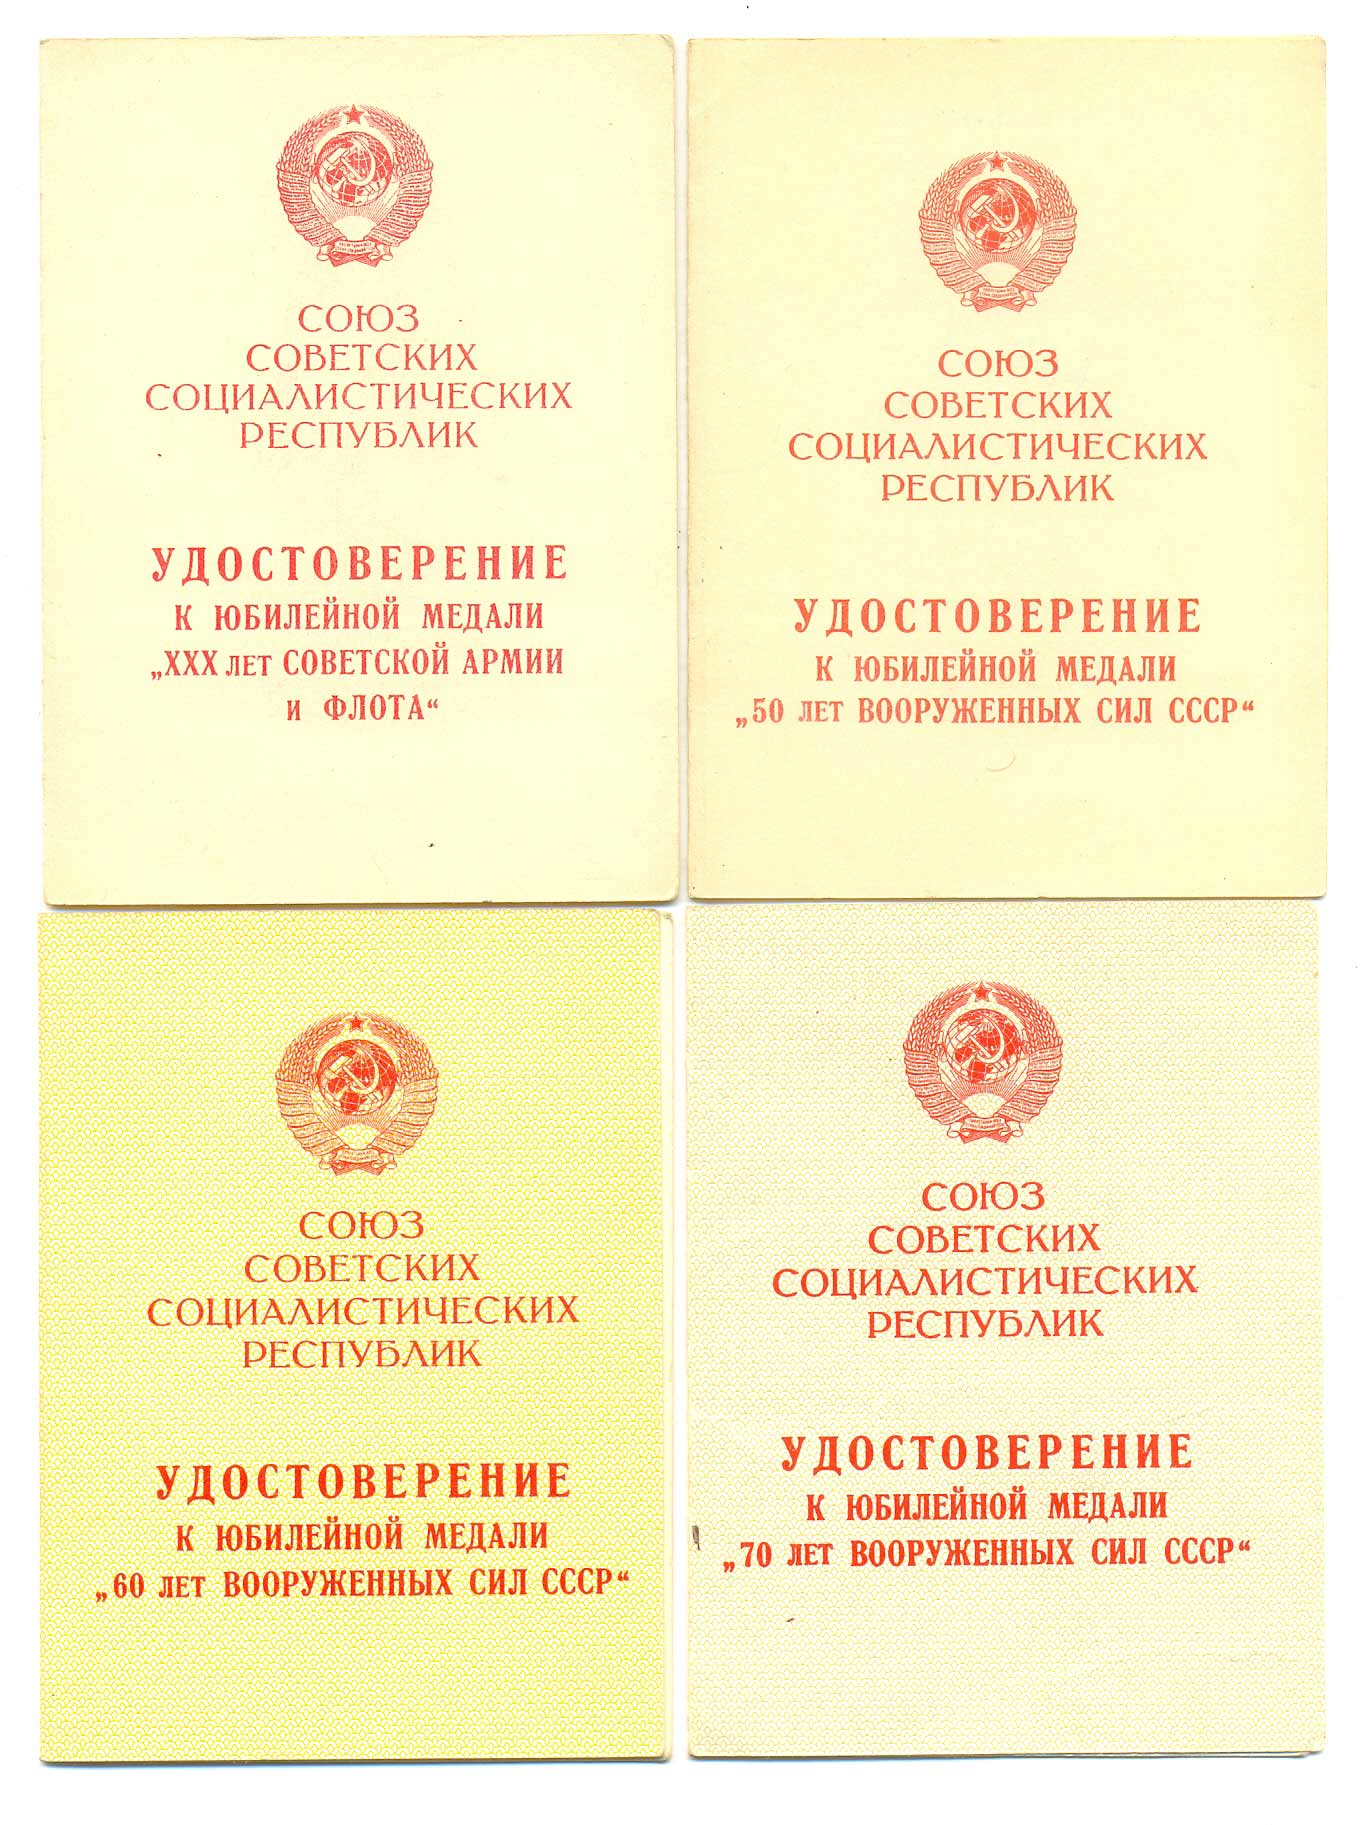 СОЮЗ
СОВЕТСКИХ
СОЦИАЛИСТИЧЕСКИХ
РЕСПУБЛИК
УДОСТОВЕРЕНИЕ
К ЮБИЛЕЙНОЙ МЕДАЛИ
„XXX ЛЕТ СОВЕТСКОЙ АРМИИ
И ФЛОТА“
СОЮЗ
СОВЕТСКИХ
СОЦИАЛИСТИЧЕСКИХ
РЕСПУБЛИК
УДОСТОВЕРЕНИЕ
К ЮБИЛЕЙНОЙ МЕДАЛИ
„50 ЛЕТ ВООРУЖЕННЫХ СИЛ СССР“
СОЮЗ
СОВЕТСКИХ
СОЦИАЛИСТИЧЕСКИХ
РЕСПУБЛИК
УДОСТОВЕРЕНИЕ
К ЮБИЛЕЙНОЙ МЕДАЛИ
„60 ЛЕТ ВООРУЖЕННЫХ СИЛ СССР“
СОЮЗ
СОВЕТСКИХ
СОЦИАЛИСТИЧЕСКИХ
РЕСПУБЛИК
УДОСТОВЕРЕНИЕ
К ЮБИЛЕЙНОЙ МЕДАЛИ
„70 ЛЕТ ВООРУЖЕННЫХ СИЛ СССР“